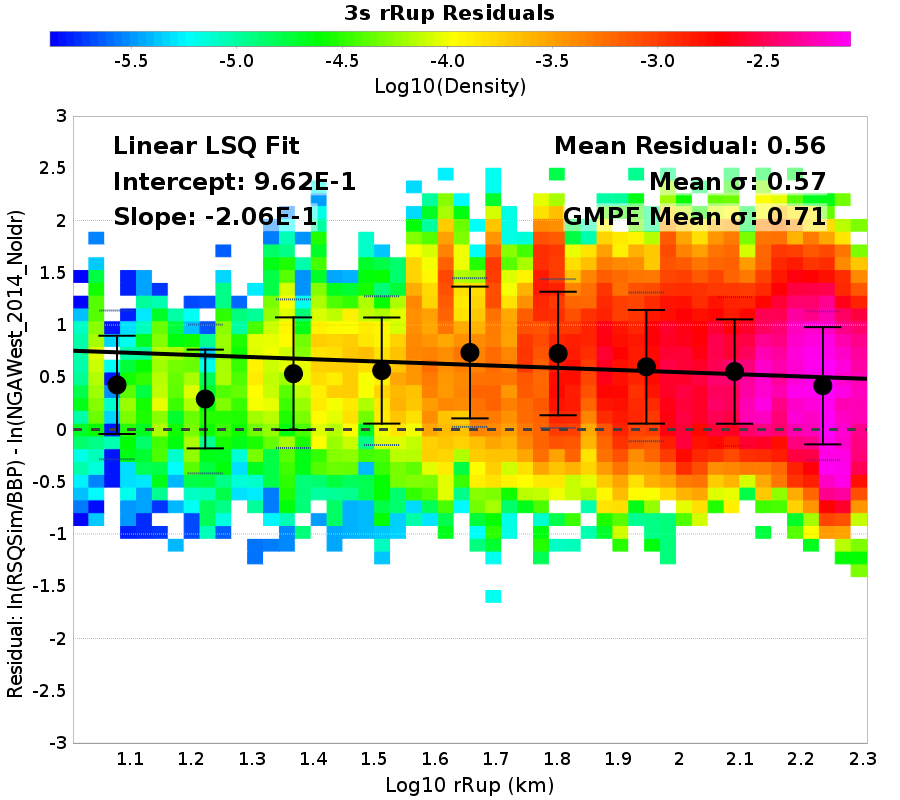 3s rRup Residuals
-5.5 -5.0 -4.5 -4.0 -3.5 -3.0 -2.5
Log10(Density)
Linear LSQ Fit
Intercept: 9.62E-1
Slope: -2.06E-1
Mean Residual: 0.56
Mean σ: 0.57
GMPE Mean σ: 0.71
Residual: ln(RSQSim/BBP) - ln(NGAWest_2014_NoIdr)
3
2.5
2
1.5
1
0.5
0
-0.5
-1
-1.5
-2
-2.5
-3
1.1 1.2 1.3 1.4 1.5 1.6 1.7 1.8 1.9 2 2.1 2.2 2.3
Log10 rRup (km)